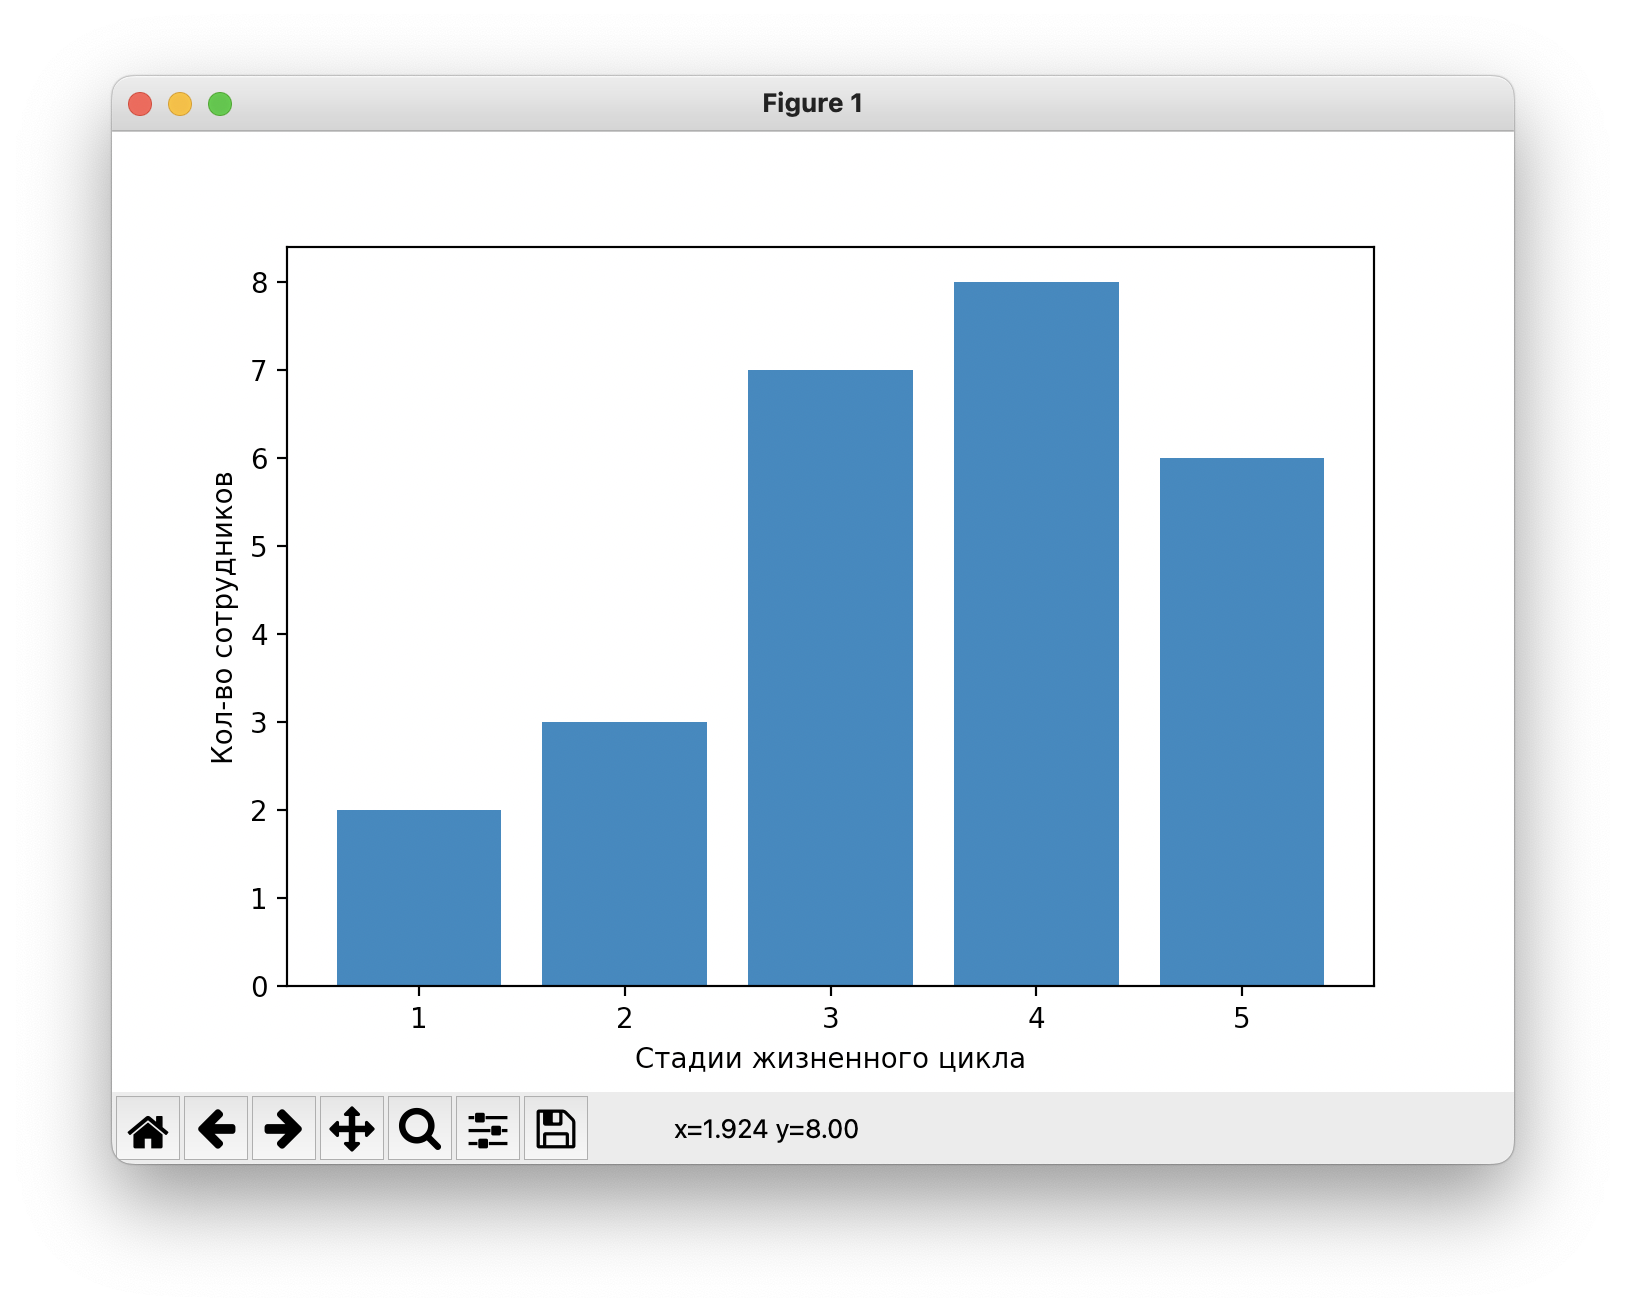 Figure 1
8
7
6
5
4
3
2
1
0
Кол-во сотрудников
1 2 3 4 5
Стадии жизненного цикла
x=1.924 y=8.00